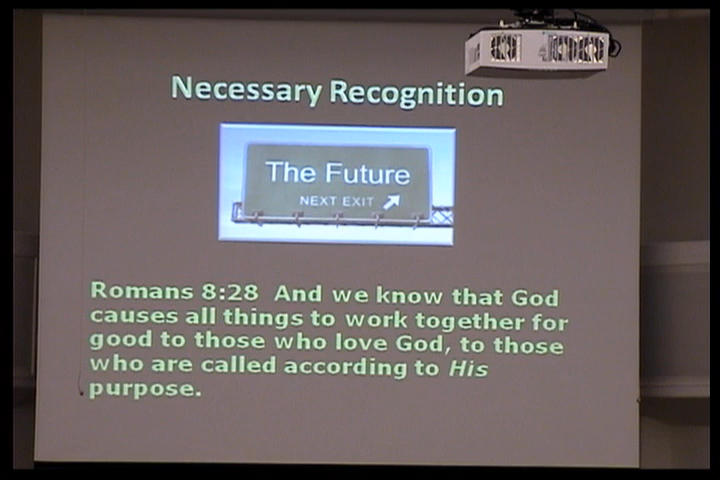 Necessary Recognition
The Future
NEXT EXIT
Romans 8:28 And we know that God
causes all things to work together for
good to those who love God, to those
who are called according to His
purpose.